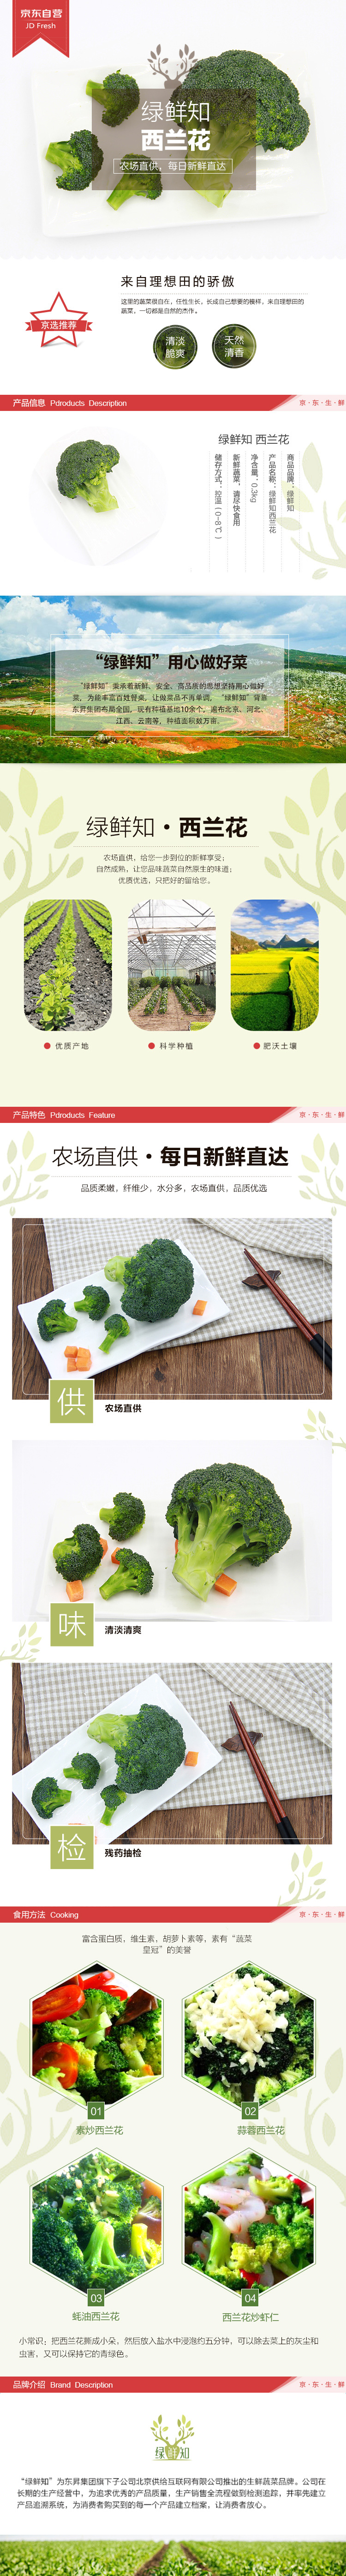 京东自营
JD Fresh
绿鲜知
西兰花
农场直供，每日新鲜直达
来自理想田的骄傲
这里的蔬菜很自在，任性生长，长成自己想要的模样，来自理想田的
蔬菜，一切都是自然的杰作。
京选推荐
清淡
脆爽
天然
清香
产品信息 Pdroducts Description
京·东·生·鲜
绿鲜知 西兰花
商品品牌：绿鲜知
产品名称：绿鲜知西兰花
净含量：0.3kg
新鲜蔬菜，请尽快食用
储存方式：控温（0-8℃）
“绿鲜知”用心做好菜
“绿鲜知”秉承着新鲜、安全、高品质的思想坚持用心做好
菜，为能丰富百姓餐桌，让做菜品不再单调，“绿鲜知”背靠
东昇集团布局全国，现有种植基地10余个，遍布北京、河北、
江西、云南等，种植面积数万亩。
绿鲜知·西兰花
农场直供，给您一步到位的新鲜享受；
自然成熟，让您品味蔬菜自然原生的味道；
优质优选，只把好的留给您。
优质产地
科学种植
肥沃土壤
产品特色 Pdroducts Feature
京·东·生·鲜
农场直供·每日新鲜直达
品质柔嫩，纤维少，水分多，农场直供，品质优选
供
农场直供
味
清淡清爽
检
残药抽检
食用方法 Cooking
京·东·生·鲜
富含蛋白质，维生素，胡萝卜素等，素有“蔬菜
皇冠”的美誉
01
素炒西兰花
02
蒜蓉西兰花
03
蚝油西兰花
04
西兰花炒虾仁
小常识：把西兰花撕成小朵，然后放入盐水中浸泡约五分钟，可以除去菜上的灰尘和
虫害，又可以保持它的青绿色。
品牌介绍 Brand Description
京·东·生·鲜
绿鲜知
“绿鲜知”为东昇集团旗下子公司北京供给互联网有限公司推出的生鲜蔬菜品牌。公司在
长期的生产经营中，为追求优秀的产品质量，生产销售全流程做到检测追踪，并率先建立
产品追溯系统，为消费者购买到的每一个产品建立档案，让消费者放心。